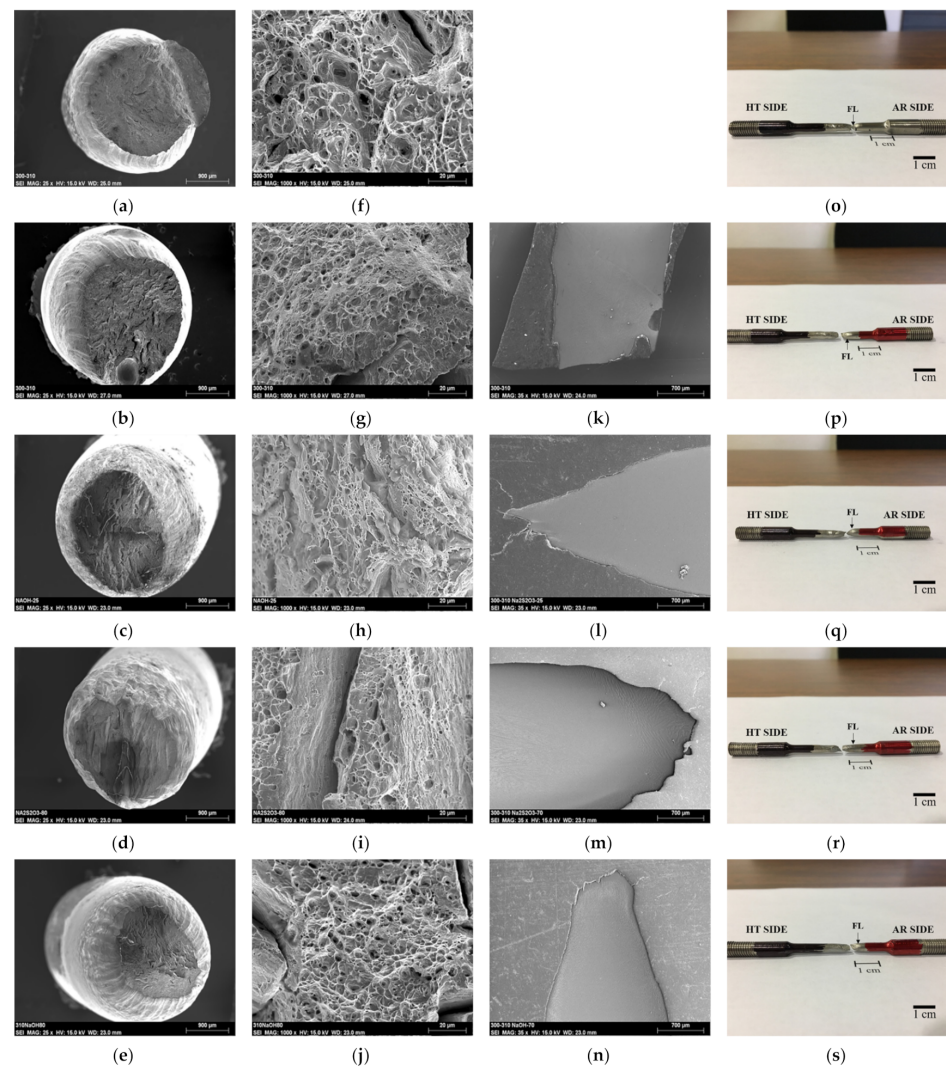 300-310
SEI MAG: 25 x HV: 15.0 kV WD: 25.0 mm 900 µm
300-310
SEI MAG: 1000 x HV: 15.0 kV WD: 25.0 mm 20 µm
HT SIDE FL AR SIDE
1 cm
1 cm
(a) (f) (o)
300-310
SEI MAG: 25 x HV: 15.0 kV WD: 27.0 mm 900 µm
300-310
SEI MAG: 1000 x HV: 15.0 kV WD: 27.0 mm 20 µm
300-310
SEI MAG: 35 x HV: 15.0 kV WD: 24.0 mm 700 µm
HT SIDE AR SIDE
FL 1 cm
1 cm
(b) (g) (k) (p)
NAOH-25
SEI MAG: 25 x HV: 15.0 kV WD: 23.0 mm 900 µm
NAOH-25
SEI MAG: 1000 x HV: 15.0 kV WD: 23.0 mm 20 µm
300-310 Na2S2O3-25
SEI MAG: 35 x HV: 15.0 kV WD: 23.0 mm 700 µm
HT SIDE FL AR SIDE
1 cm
1 cm
(c) (h) (l) (q)
NA2S2O3-80
SEI MAG: 25 x HV: 15.0 kV WD: 23.0 mm 900 µm
NA2S2O3-80
SEI MAG: 1000 x HV: 15.0 kV WD: 24.0 mm 20 µm
300-310 Na2S2O3-70
SEI MAG: 35 x HV: 15.0 kV WD: 23.0 mm 700 µm
HT SIDE FL AR SIDE
1 cm
1 cm
(d) (i) (m) (r)
310NaOH80
SEI MAG: 25 x HV: 15.0 kV WD: 23.0 mm 900 µm
310NaOH80
SEI MAG: 1000 x HV: 15.0 kV WD: 23.0 mm 20 µm
300-310 NaOH-70
SEI MAG: 35 x HV: 15.0 kV WD: 23.0 mm 700 µm
HT SIDE FL AR SIDE
1 cm
1 cm
(e) (j) (n) (s)